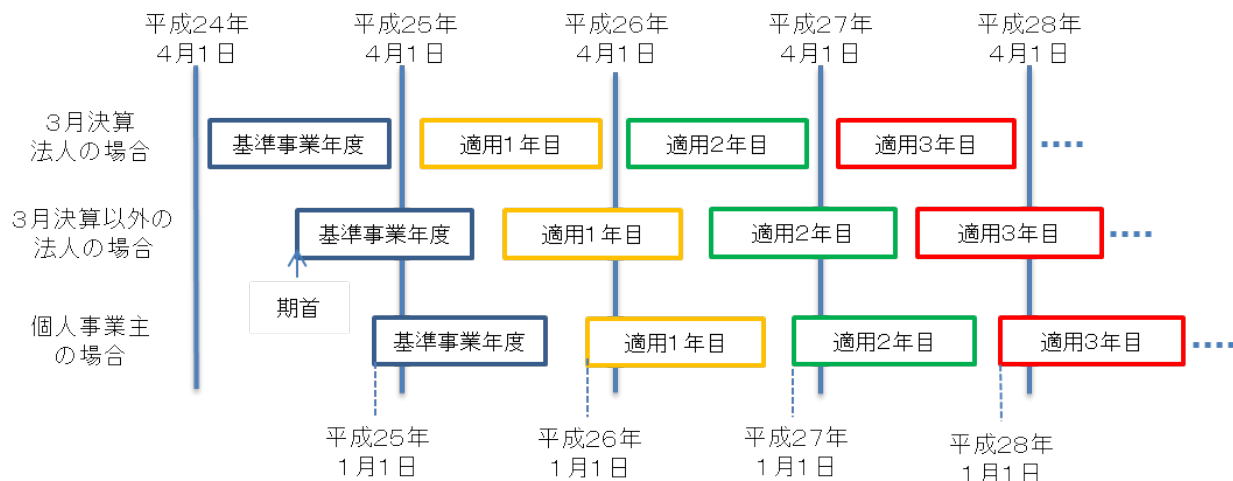 平成24年
4月1日
平成25年
4月1日
平成26年
4月1日
平成27年
4月1日
平成28年
4月1日
3月決算
法人の場合
基準事業年度
適用1年目
適用2年目
適用3年目
3月決算以外の
法人の場合
基準事業年度
適用1年目
適用2年目
適用3年目
期首
個人事業主
の場合
基準事業年度
適用1年目
適用2年目
適用3年目
平成25年
1月1日
平成26年
1月1日
平成27年
1月1日
平成28年
1月1日